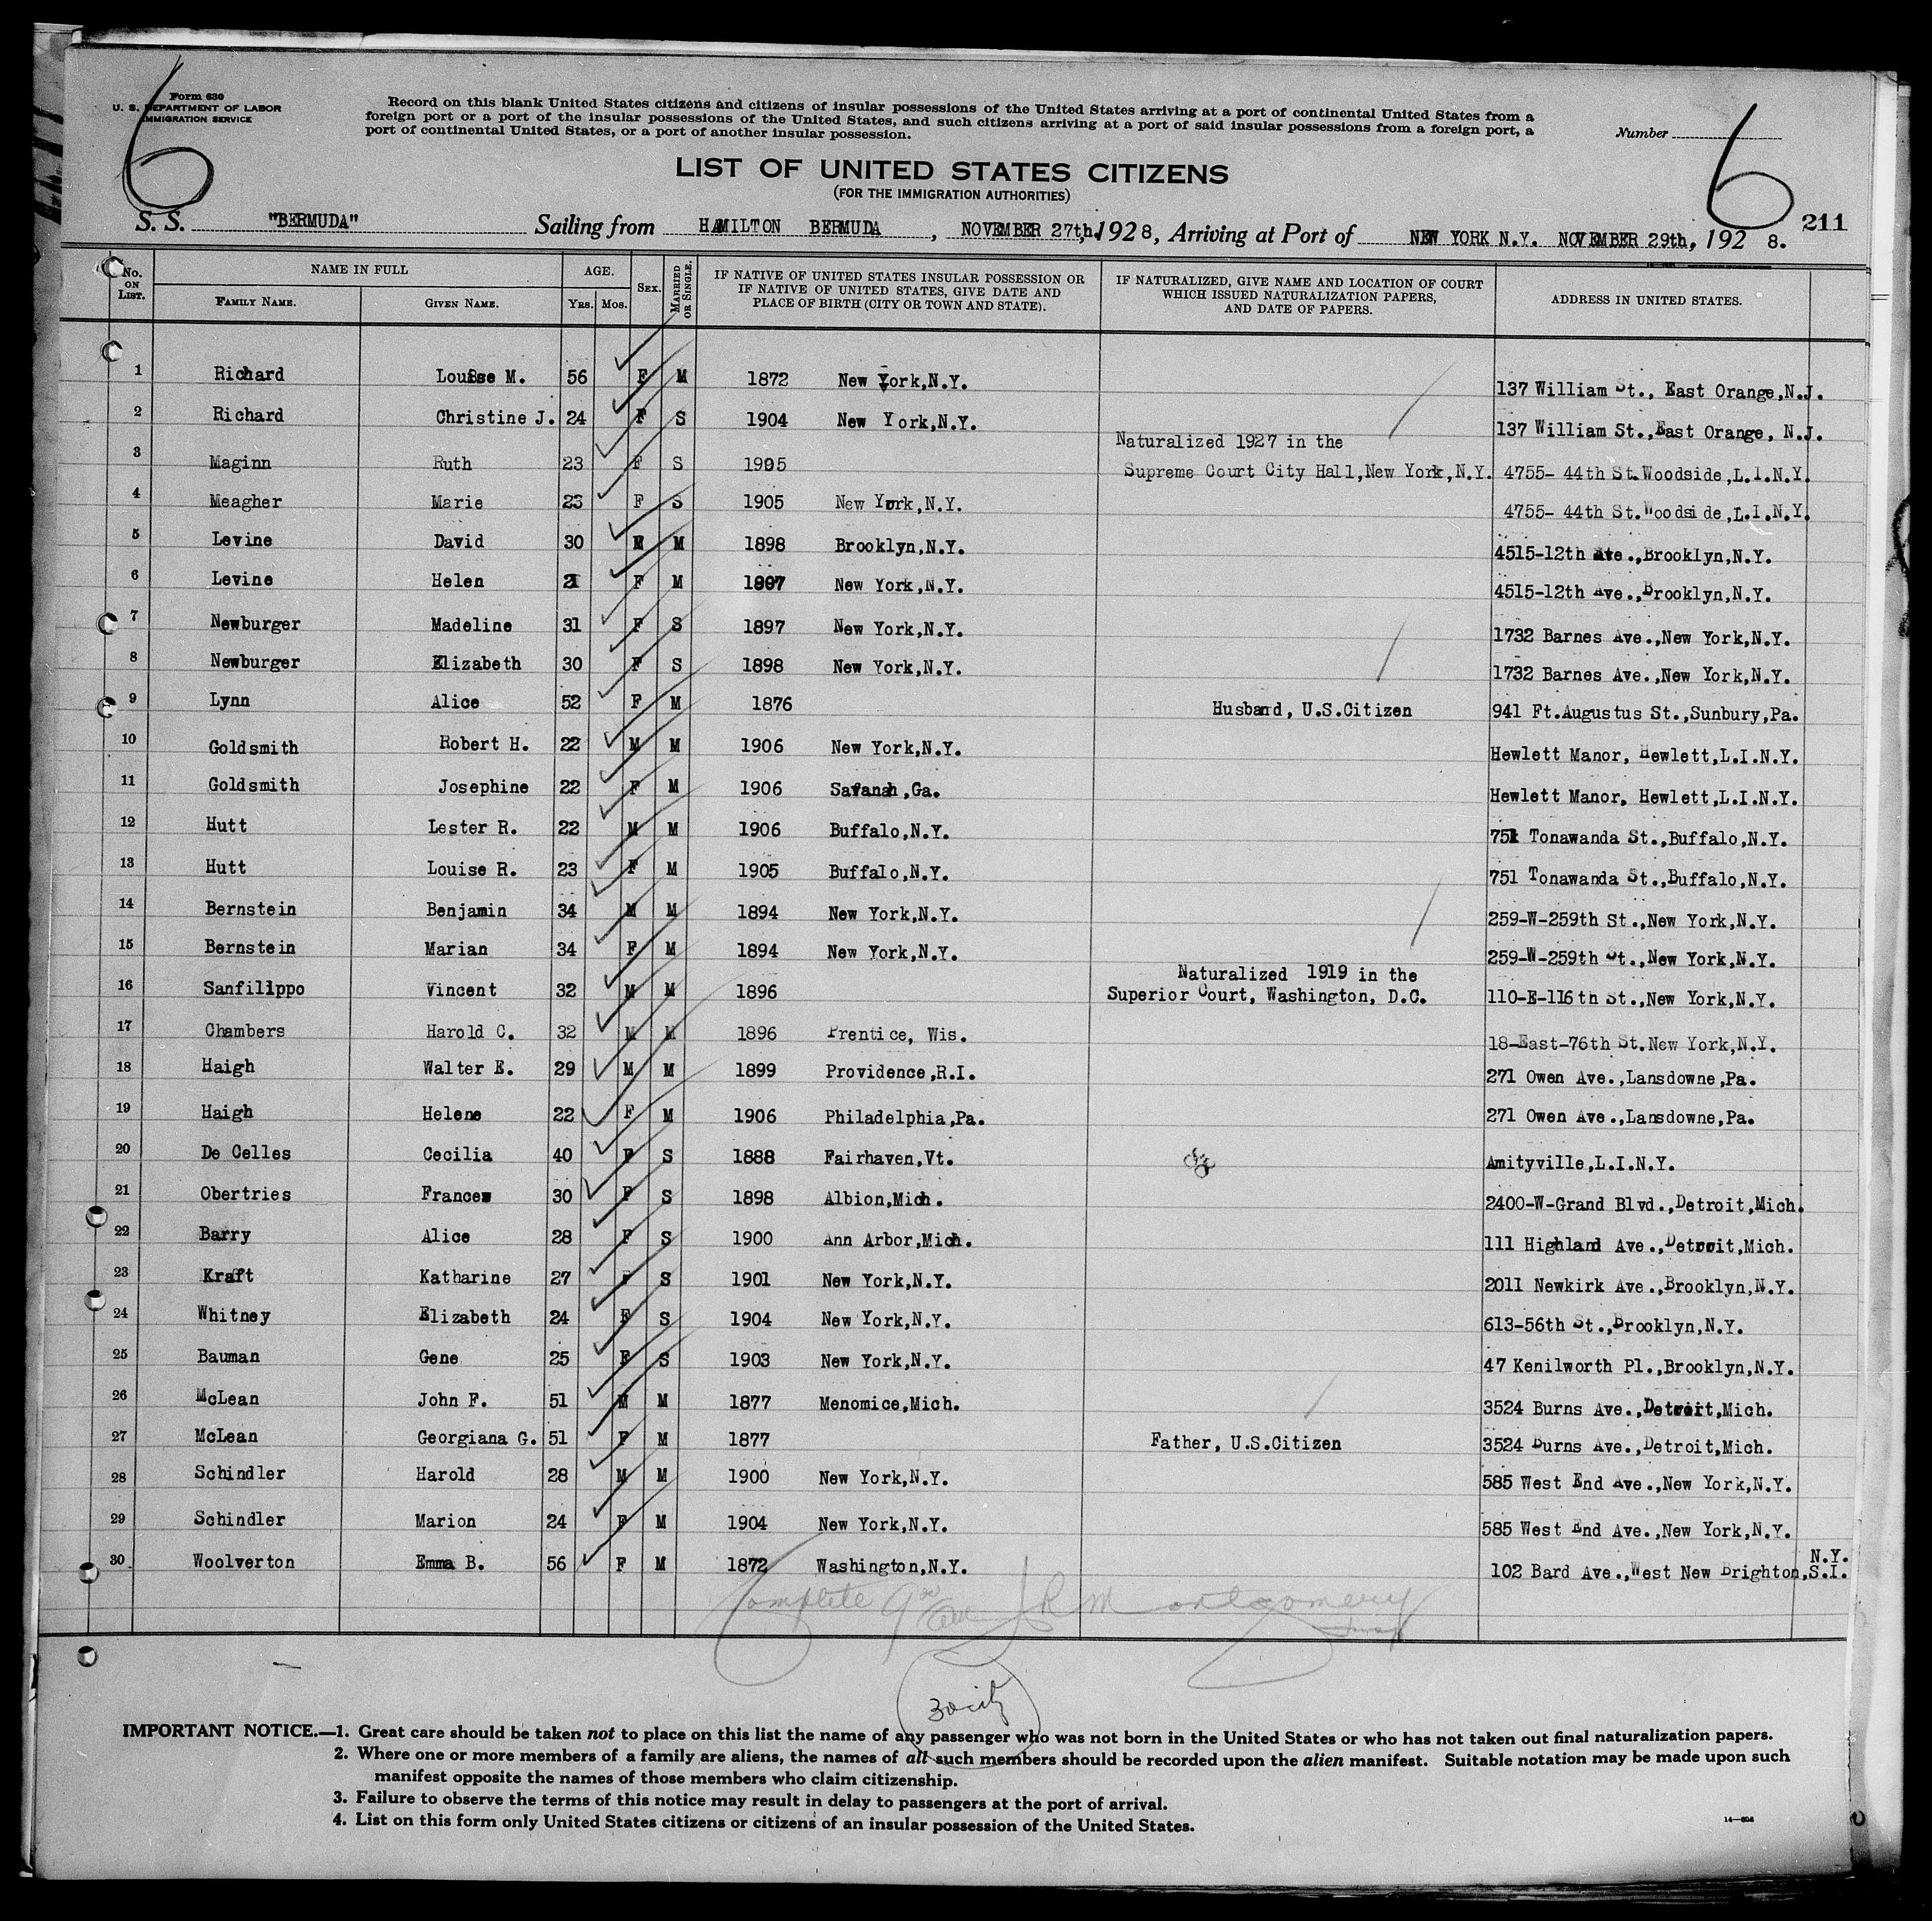 6
6
Form 630
U. S. DEPARTMENT OF LABOR
IMMIGRATION SERVICE
Record on this blank United States citizens and citizens of insular possessions of the United States arriving at a port of continental United States from a
foreign port or a port of the insular possessions of the United States, and such citizens arriving at a port of said insular possessions from a foreign port, a
port of continental United States, or a port of another insular possession.
Number
LIST OF UNITED STATES CITIZENS
(FOR THE IMMIGRATION AUTHORITIES)
211
S. S. "BERMUDA" Sailing from HAMILTON BERMUDA, NOVEMBER 27th, 1928, Arriving at Port of NEW YORK N.Y. NOVEMBER 29th, 1928.
No. ON LIST. NAME IN FULL FAMILY NAME. GIVEN NAME. AGE. Yrs. Mos. SEX. MARRIED OR SINGLE. IF NATIVE OF UNITED STATES INSULAR POSSESSION OR IF NATIVE OF UNITED STATES, GIVE DATE AND PLACE OF BIRTH (CITY OR TOWN AND STATE). IF NATURALIZED, GIVE NAME AND LOCATION OF COURT WHICH ISSUED NATURALIZATION PAPERS, AND DATE OF PAPERS. ADDRESS IN UNITED STATES.
1 Richard Louise M. 56 F M 1872 New York,N.Y. 137 William St., East Orange,N.J.
2 Richard Christine J. 24 F S 1904 New York,N.Y. 137 William St.,East Orange, N.J.
Naturalized 1927 in the
3 Maginn Ruth 23 F S 1905 Supreme Court City Hall,New York,N.Y. 4755- 44th St.Woodside,L.I.N.Y.
4 Meagher Marie 23 F S 1905 New York,N.Y. 4755- 44th St.Woodside,L.I.N.Y.
5 Levine David 30 M M 1898 Brooklyn,N.Y. 4515-12th Ave.,Brooklyn,N.Y.
6 Levine Helen 21 F M 1907 New York,N.Y. 4515-12th Ave.,Brooklyn,N.Y.
7 Newburger Madeline 31 F S 1897 New York,N.Y. 1732 Barnes Ave.,New York,N.Y.
8 Newburger Elizabeth 30 F S 1898 New York,N.Y. 1732 Barnes Ave.,New York,N.Y.
9 Lynn Alice 52 F M 1876 Husband, U.S.Citizen 941 Ft.Augustus St.,Sunbury,Pa.
10 Goldsmith Robert H. 22 M M 1906 New York,N.Y. Hewlett Manor, Hewlett,L.I.N.Y.
11 Goldsmith Josephine 22 F M 1906 Savanah,Ga. Hewlett Manor, Hewlett,L.I.N.Y.
12 Hutt Lester R. 22 M M 1906 Buffalo,N.Y. 751 Tonawanda St.,Buffalo,N.Y.
13 Hutt Louise R. 23 F M 1905 Buffalo,N.Y. 751 Tonawanda St.,Buffalo,N.Y.
14 Bernstein Benjamin 34 M M 1894 New York,N.Y. 259-W-259th St.,New York,N.Y.
15 Bernstein Marian 34 F M 1894 New York,N.Y. 259-W-259th St.,New York,N.Y.
Naturalized 1919 in the
16 Sanfilippo Vincent 32 M M 1896 Superior Court, Washington, D.C. 110-E-116th St.,New York,N.Y.
17 Chambers Harold C. 32 M M 1896 Prentice, Wis. 18-East-76th St.New York,N.Y.
18 Haigh Walter E. 29 M M 1899 Providence,R.I. 271 Owen Ave.,Lansdowne,Pa.
19 Haigh Helene 22 F M 1906 Philadelphia,Pa. 271 Owen Ave.,Lansdowne,Pa.
20 De Celles Cecilia 40 F S 1888 Fairhaven,Vt. Amityville,L.I.N.Y.
21 Obertries Frances 30 F S 1898 Albion,Mich. 2400-W-Grand Blvd.,Detroit,Mich.
22 Barry Alice 28 F S 1900 Ann Arbor,Mich. 111 Highland Ave.,Detroit,Mich.
23 Kraft Katharine 27 F S 1901 New York,N.Y. 2011 Newkirk Ave.,Brooklyn,N.Y.
24 Whitney Elizabeth 24 F S 1904 New York,N.Y. 613-56th St.,Brooklyn,N.Y.
25 Bauman Gene 25 F S 1903 New York,N.Y. 47 Kenilworth Pl.,Brooklyn,N.Y.
26 McLean John F. 51 M M 1877 Menomice,Mich. 3524 Burns Ave.,Detroit,Mich.
27 McLean Georgiana G. 51 F M 1877 Father, U.S.Citizen 3524 Burns Ave.,Detroit,Mich.
28 Schindler Harold 28 M M 1900 New York,N.Y. 585 West End Ave.,New York,N.Y.
29 Schindler Marion 24 F M 1904 New York,N.Y. 585 West End Ave.,New York,N.Y.
30 Woolverton Emma B. 56 F M 1872 Washington,N.Y. 102 Bard Ave.,West New Brighton,S.I. N.Y.
Complete J R Montgomery
30 cit
IMPORTANT NOTICE.—1. Great care should be taken not to place on this list the name of any passenger who was not born in the United States or who has not taken out final naturalization papers.
2. Where one or more members of a family are aliens, the names of all such members should be recorded upon the alien manifest. Suitable notation may be made upon such
manifest opposite the names of those members who claim citizenship.
3. Failure to observe the terms of this notice may result in delay to passengers at the port of arrival.
4. List on this form only United States citizens or citizens of an insular possession of the United States.
14—808